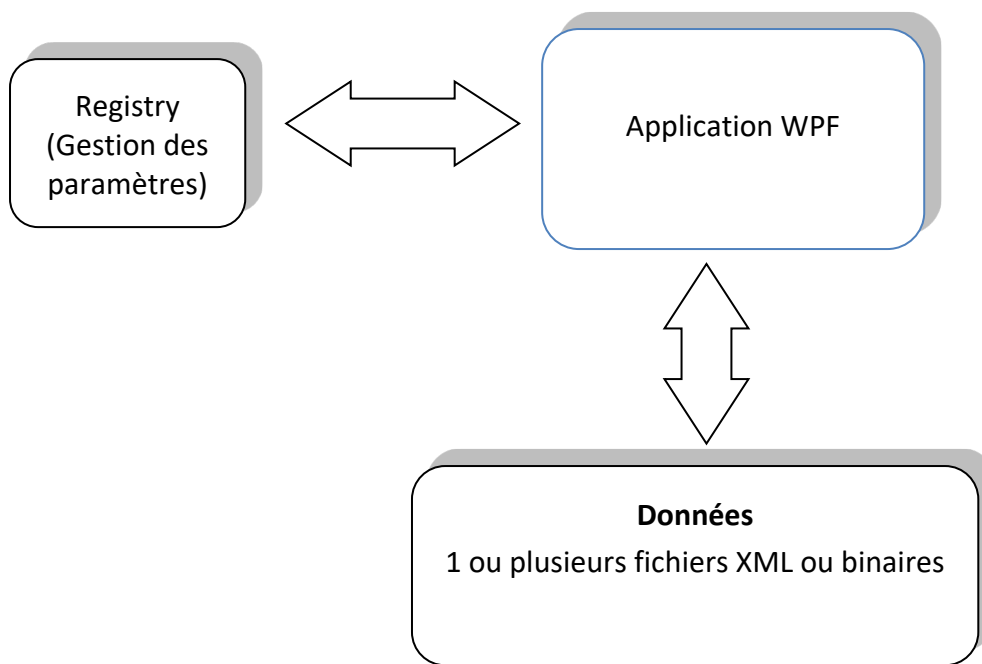 Registry
(Gestion des
paramètres)
Application WPF
Données
1 ou plusieurs fichiers XML ou binaires